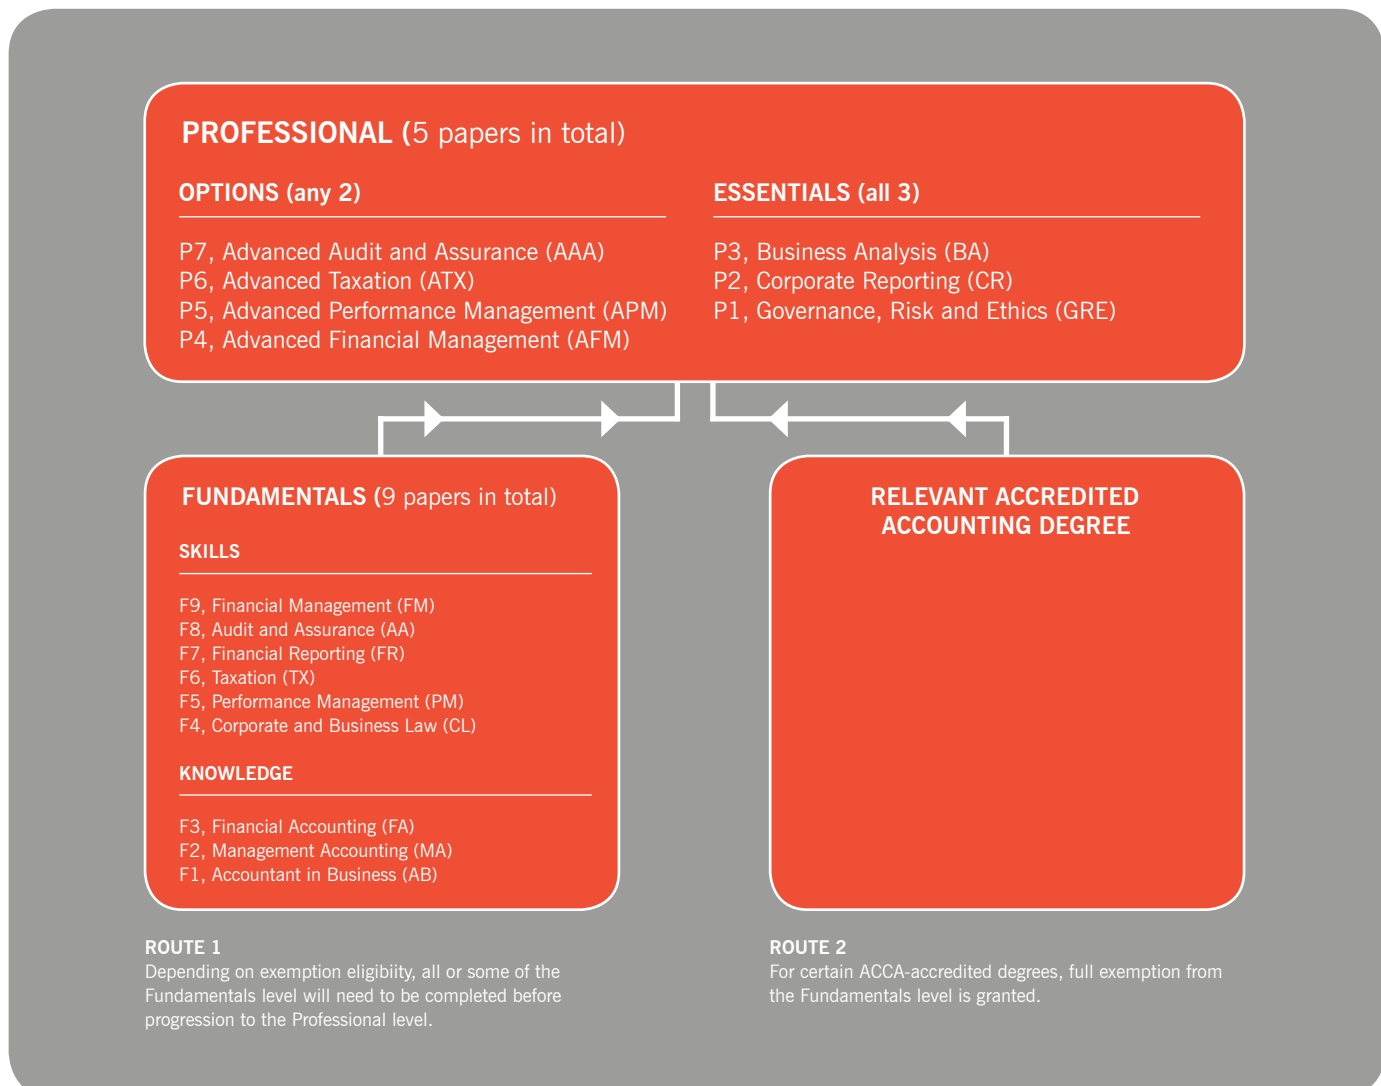 PROFESSIONAL (5 papers in total)
OPTIONS (any 2)
P7, Advanced Audit and Assurance (AAA)
P6, Advanced Taxation (ATX)
P5, Advanced Performance Management (APM)
P4, Advanced Financial Management (AFM)
ESSENTIALS (all 3)
P3, Business Analysis (BA)
P2, Corporate Reporting (CR)
P1, Governance, Risk and Ethics (GRE)
FUNDAMENTALS (9 papers in total)
SKILLS
F9, Financial Management (FM)
F8, Audit and Assurance (AA)
F7, Financial Reporting (FR)
F6, Taxation (TX)
F5, Performance Management (PM)
F4, Corporate and Business Law (CL)
KNOWLEDGE
F3, Financial Accounting (FA)
F2, Management Accounting (MA)
F1, Accountant in Business (AB)
RELEVANT ACCREDITED
ACCOUNTING DEGREE
ROUTE 1
Depending on exemption eligibiity, all or some of the
Fundamentals level will need to be completed before
progression to the Professional level.
ROUTE 2
For certain ACCA-accredited degrees, full exemption from
the Fundamentals level is granted.